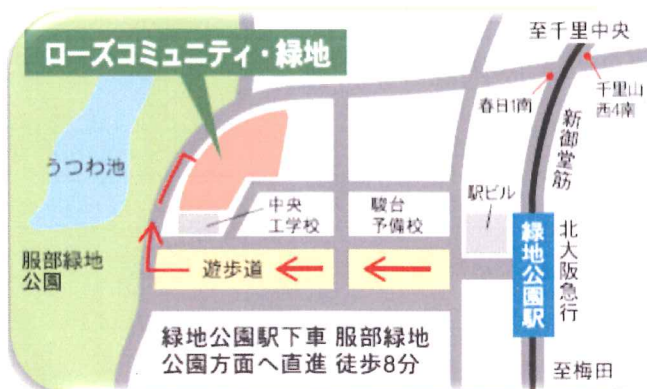 至千里中央
ローズコミュニティ・緑地
春日1南
千里山
西4南
新御堂筋
うつわ池
中央
工学校
駿台
予備校
駅ビル
緑地公園駅
北大阪急行
服部緑地
公園
遊歩道
緑地公園駅下車 服部緑地
公園方面へ直進 徒歩8分
至梅田